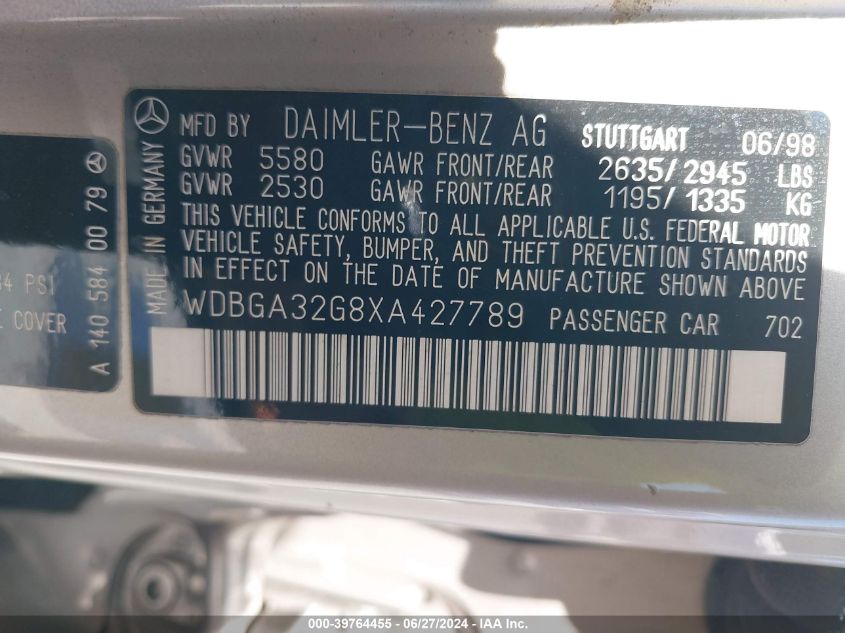 MFD BY DAIMLER-BENZ AG STUTTGART 06/98
GVWR 5580 GAWR FRONT/REAR 2635/2945 LBS
GVWR 2530 GAWR FRONT/REAR 1195/1335 KG
THIS VEHICLE CONFORMS TO ALL APPLICABLE U.S. FEDERAL MOTOR
VEHICLE SAFETY, BUMPER, AND THEFT PREVENTION STANDARDS
IN EFFECT ON THE DATE OF MANUFACTURE SHOWN ABOVE
WDBGA32G8XA427789 PASSENGER CAR 702
MADE IN GERMANY
A 140 584 00 79
PSI
COVER
000-39764455 - 06/27/2024 - IAA Inc.